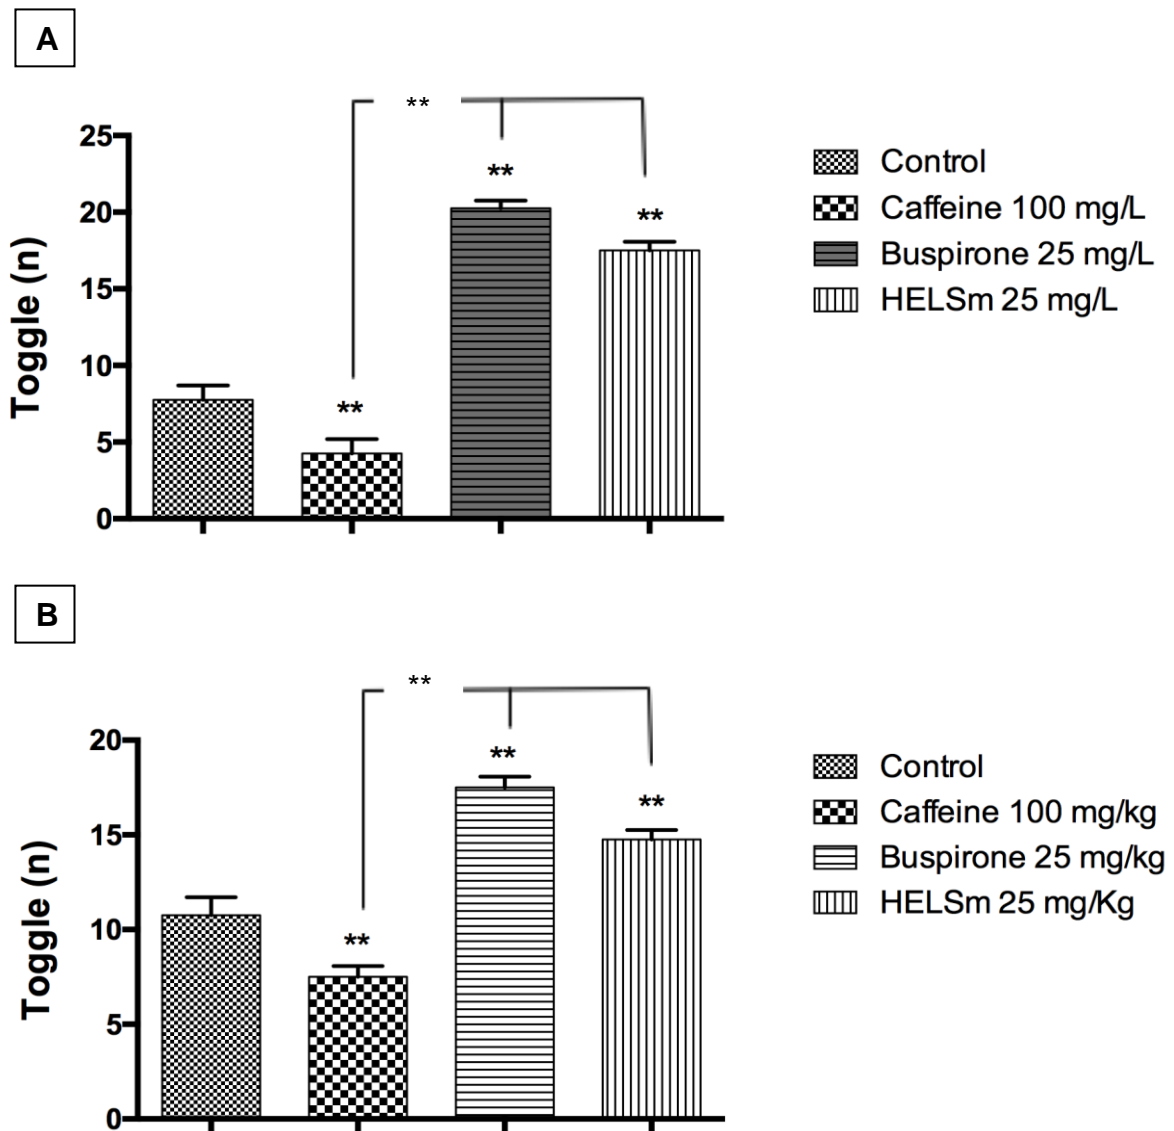 A
**
25
20
15
10
5
0
Toggle (n)
**
**
**
Control
Caffeine 100 mg/L
Buspirone 25 mg/L
HELSm 25 mg/L
B
**
20
15
10
5
0
Toggle (n)
**
**
**
Control
Caffeine 100 mg/kg
Buspirone 25 mg/kg
HELSm 25 mg/Kg